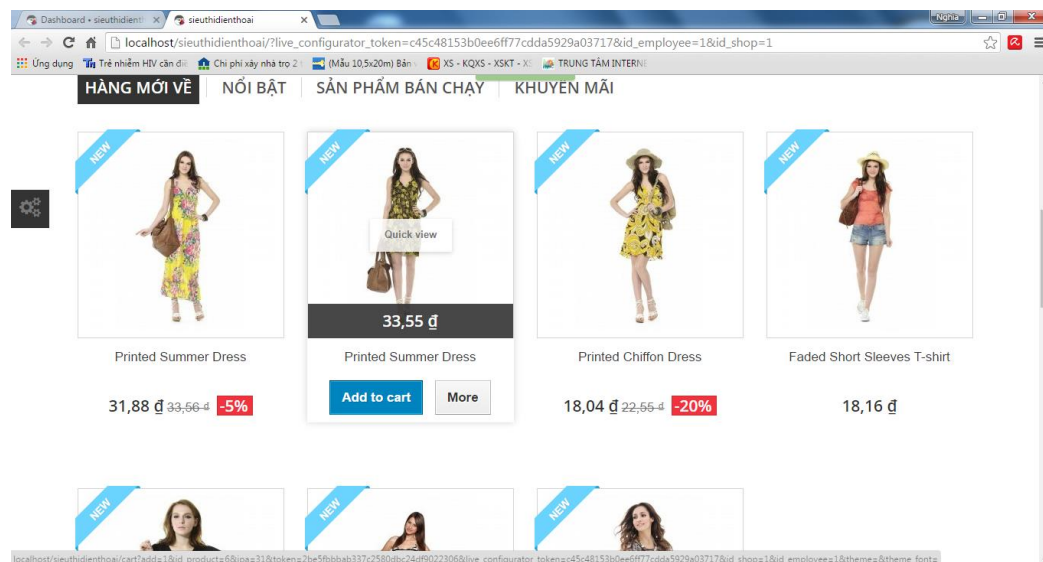 Dashboard • sieuthidient
sieuthidienthoai
Nghia
localhost/sieuthidienthoai/?live_configurator_token=c45c48153b0ee6ff77cdda5929a03717&id_employee=1&id_shop=1
Ứng dụng
Trẻ nhiễm HIV cần đi
Chi phí xây nhà trọ 2
(Mẫu 10,5x20m) Bán
XS - KQXS - XSKT - XS
TRUNG TÂM INTERNE
HÀNG MỚI VỀ
NỔI BẬT
SẢN PHẨM BÁN CHẠY
KHUYẾN MÃI
NEW
NEW
NEW
NEW
Quick view
33,55 ₫
Printed Summer Dress
Printed Summer Dress
Printed Chiffon Dress
Faded Short Sleeves T-shirt
31,88 ₫ 33,56 ₫ -5%
Add to cart
More
18,04 ₫ 22,55 ₫ -20%
18,16 ₫
NEW
NEW
NEW